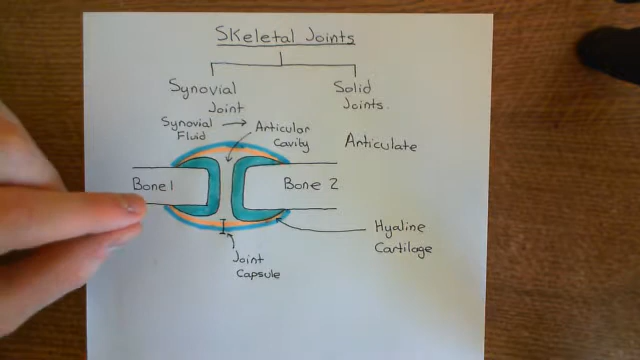 Skeletal Joints
Synovial
Joint
Solid
Joints.
Synovial
Fluid
Articular
Cavity
Articulate
Bone 1
Bone 2
Hyaline
Cartilage
Joint
Capsule